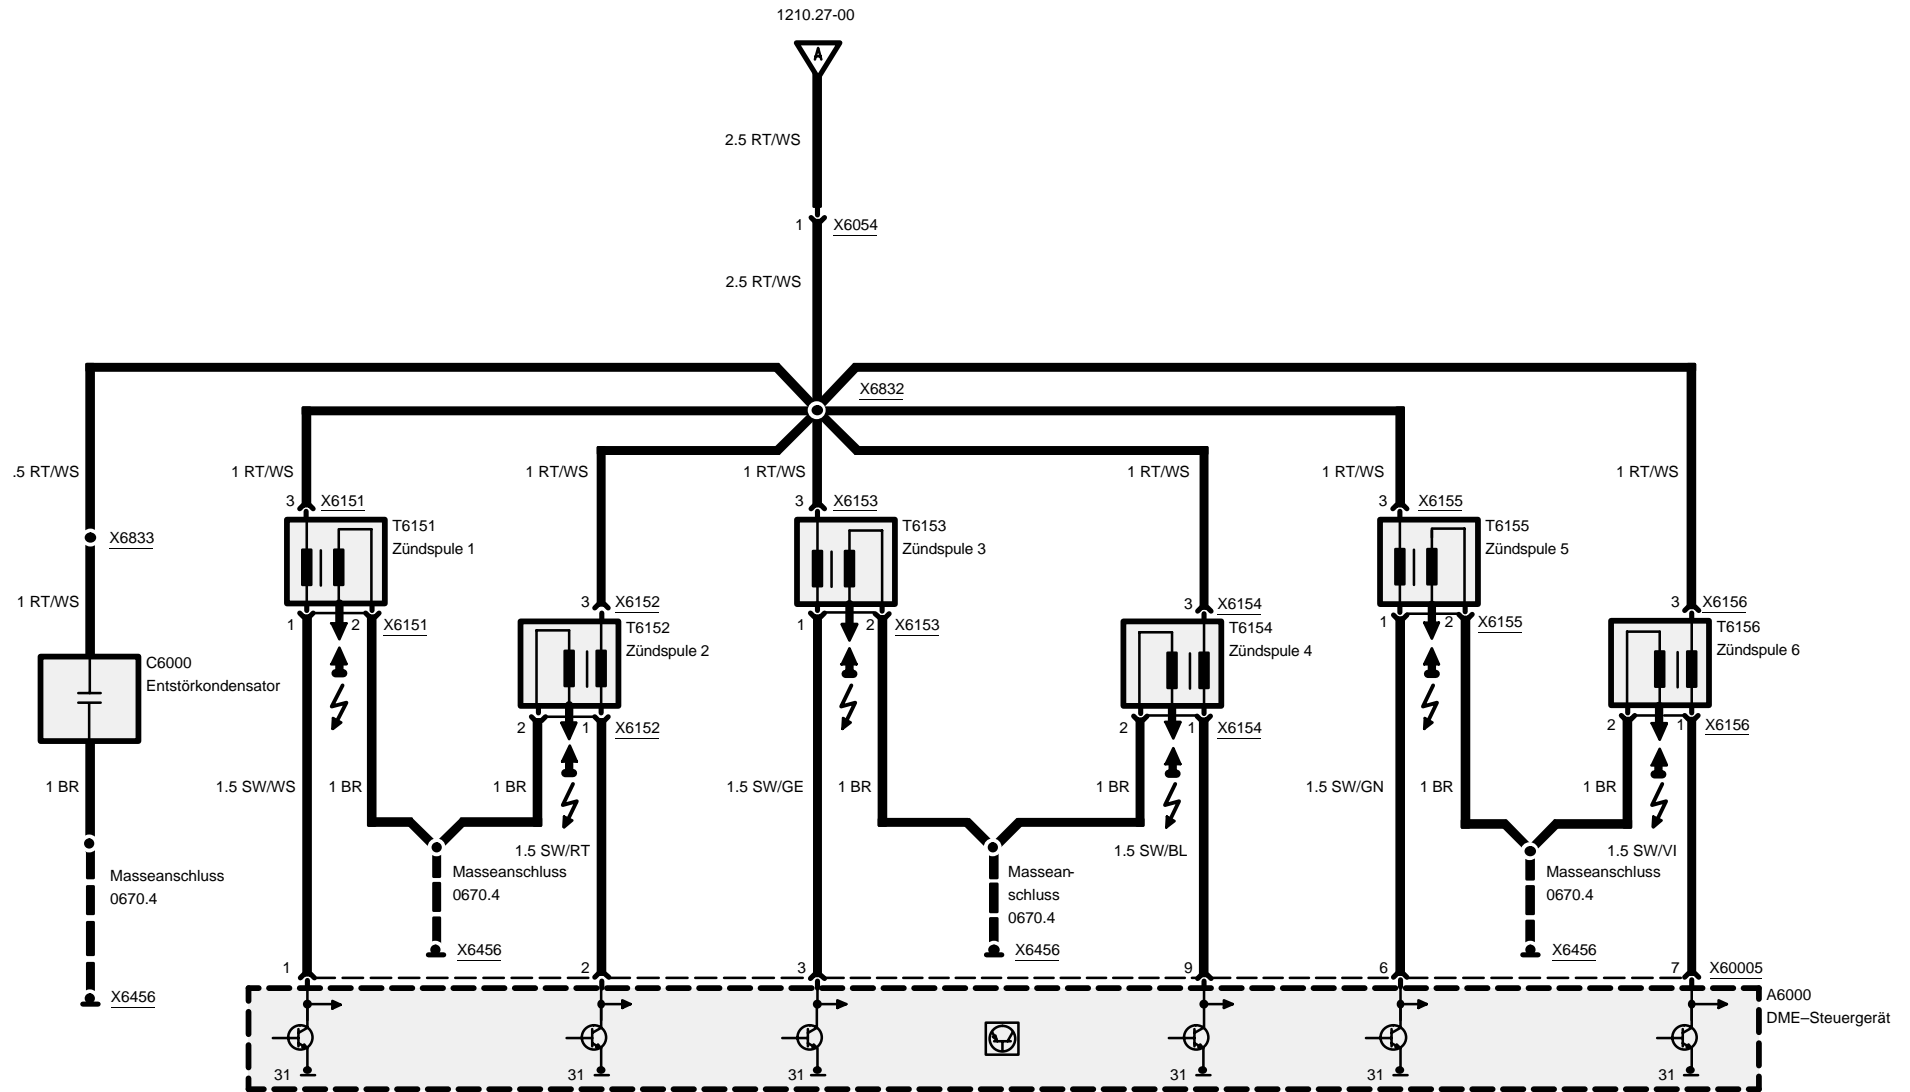 1210.27-00
A
2.5 RT/WS
1 X6054
2.5 RT/WS
X6832
.5 RT/WS
1 RT/WS
1 RT/WS
1 RT/WS
1 RT/WS
1 RT/WS
1 RT/WS
3 X6151
3 X6153
3 X6155
T6151
Zündspule 1
T6153
Zündspule 3
T6155
Zündspule 5
X6833
1 RT/WS
3 X6152
3 X6154
3 X6156
1 2 X6151
1 2 X6153
1 2 X6155
T6152
Zündspule 2
T6154
Zündspule 4
T6156
Zündspule 6
C6000
Entstörkondensator
2 1 X6152
2 1 X6154
2 1 X6156
1 BR
1.5 SW/WS
1 BR
1 BR
1.5 SW/GE
1 BR
1 BR
1.5 SW/GN
1 BR
1 BR
1.5 SW/RT
1.5 SW/BL
1.5 SW/VI
Masseanschluss
0670.4
Masseanschluss
0670.4
Massean-
schluss
0670.4
Masseanschluss
0670.4
X6456
X6456
X6456
X6456
1
2
3
9
6
7
X60005
A6000
DME–Steuergerät
31
31
31
31
31
31